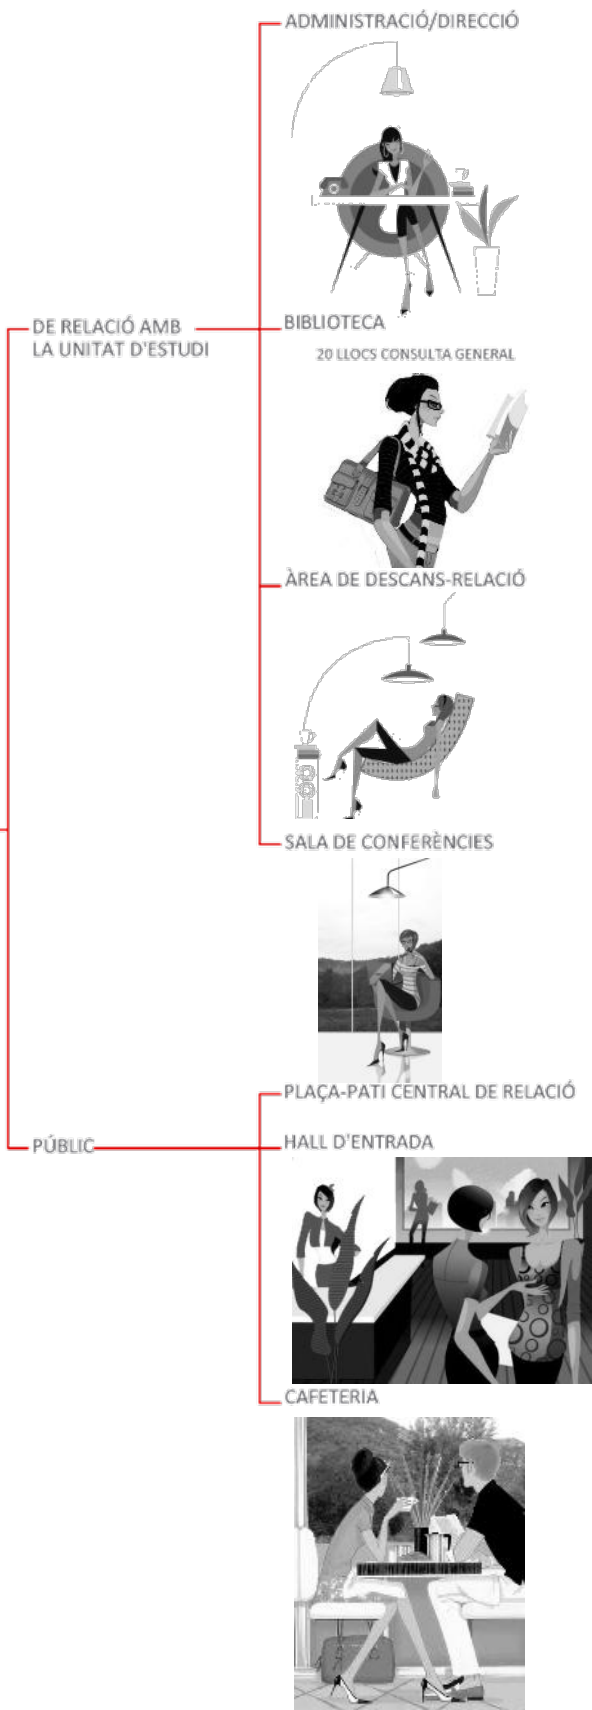 ADMINISTRACIÓ/DIRECCIÓ
DE RELACIÓ AMB
LA UNITAT D'ESTUDI
BIBLIOTECA
20 LLOCS CONSULTA GENERAL
ÀREA DE DESCANS-RELACIÓ
SALA DE CONFERÈNCIES
PLAÇA-PATI CENTRAL DE RELACIÓ
PÚBLIC
HALL D'ENTRADA
CAFETERIA